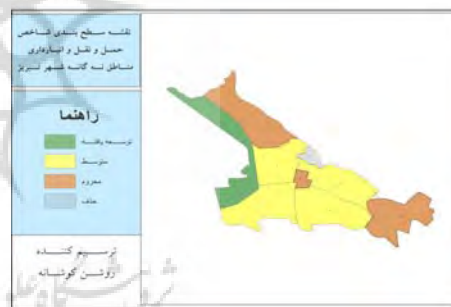 نقشه سطح بندی شاخص
حمل و نقل و انبارداری
مناطق نه گانه شهر تبریز
راهنما
توسعه یافته
متوسط
محروم
حذف
ترسیم کننده
روشن کوشانه